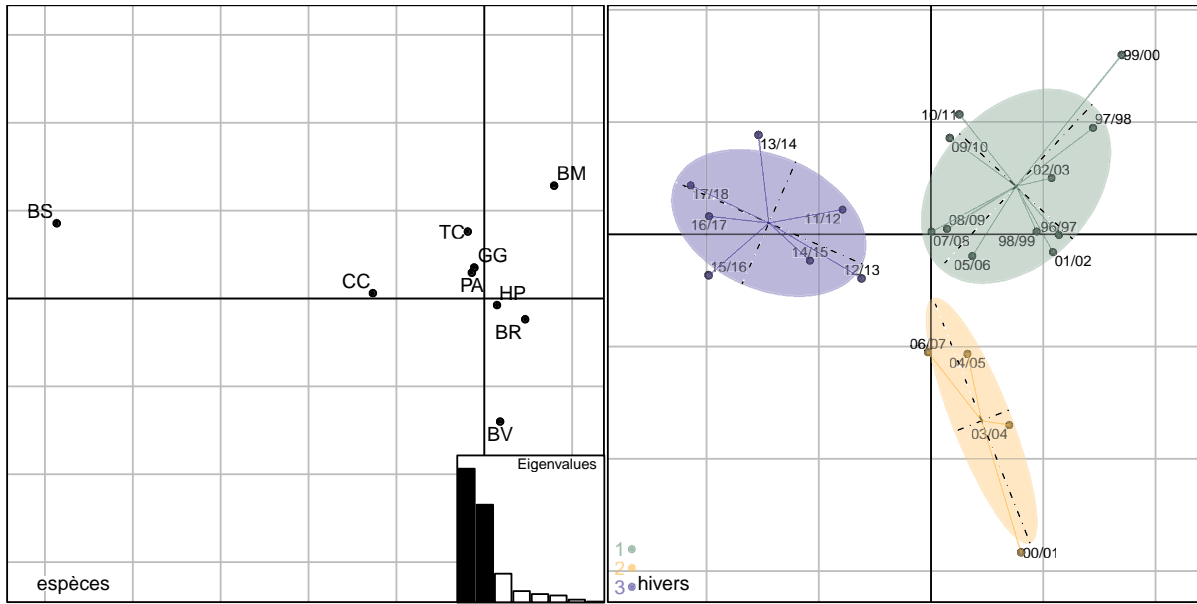 BS
BM
TC
GG
PA
CC
HP
BR
BV
Eigenvalues
espèces
99/00
10/11
97/98
13/14
09/10
02/03
17/18
16/17
11/12
08/09
96/97
07/08
98/99
01/02
14/15
05/06
15/16
12/13
06/07
04/05
03/04
00/01
1
2
3
hivers